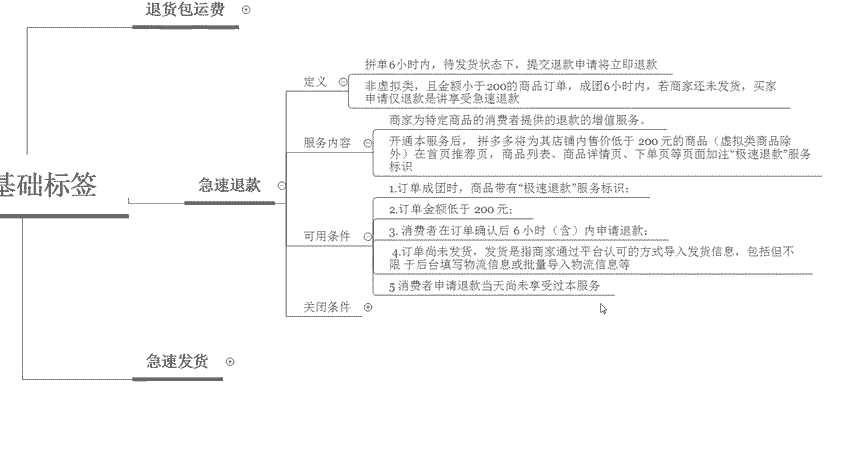 退货包运费
基础标签
急速退款
定义
拼单6小时内，待发货状态下，提交退款申请将立即退款
非虚拟类，且金额小于200的商品订单，成团6小时内，若商家还未发货，买家
申请仅退款是讲享受急速退款
服务内容
商家为特定商品的消费者提供的退款的增值服务。
开通本服务后， 拼多多将为其店铺内售价低于 200 元的商品（虚拟类商品除
外）在首页推荐页，商品列表、商品详情页、下单页等页面加注“极速退款”服务
标识
可用条件
1.订单成团时，商品带有“极速退款”服务标识；
2.订单金额低于 200 元；
3. 消费者在订单确认后 6 小时（含）内申请退款；
4.订单尚未发货，发货是指商家通过平台认可的方式导入发货信息，包括但不
限 于后台填写物流信息或批量导入物流信息等
5 消费者申请退款当天尚未享受过本服务
关闭条件
急速发货